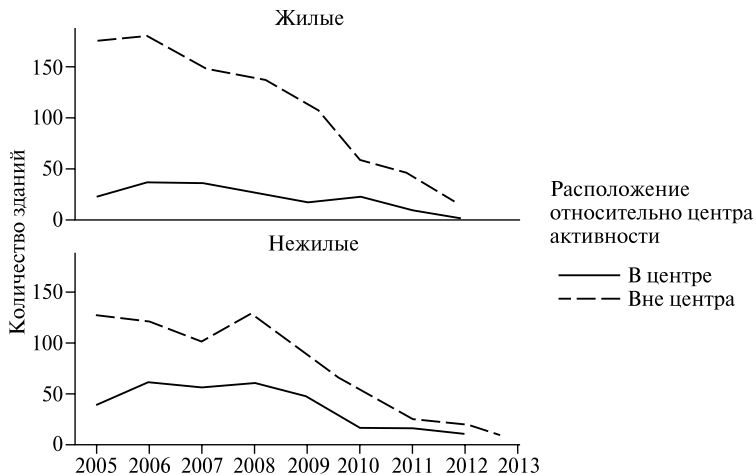 Жилые
150
100
50
0
Количество зданий
Нежилые
150
100
50
0
2005 2006 2007 2008 2009 2010 2011 2012 2013
Расположение
относительно центра
активности
В центре
Вне центра